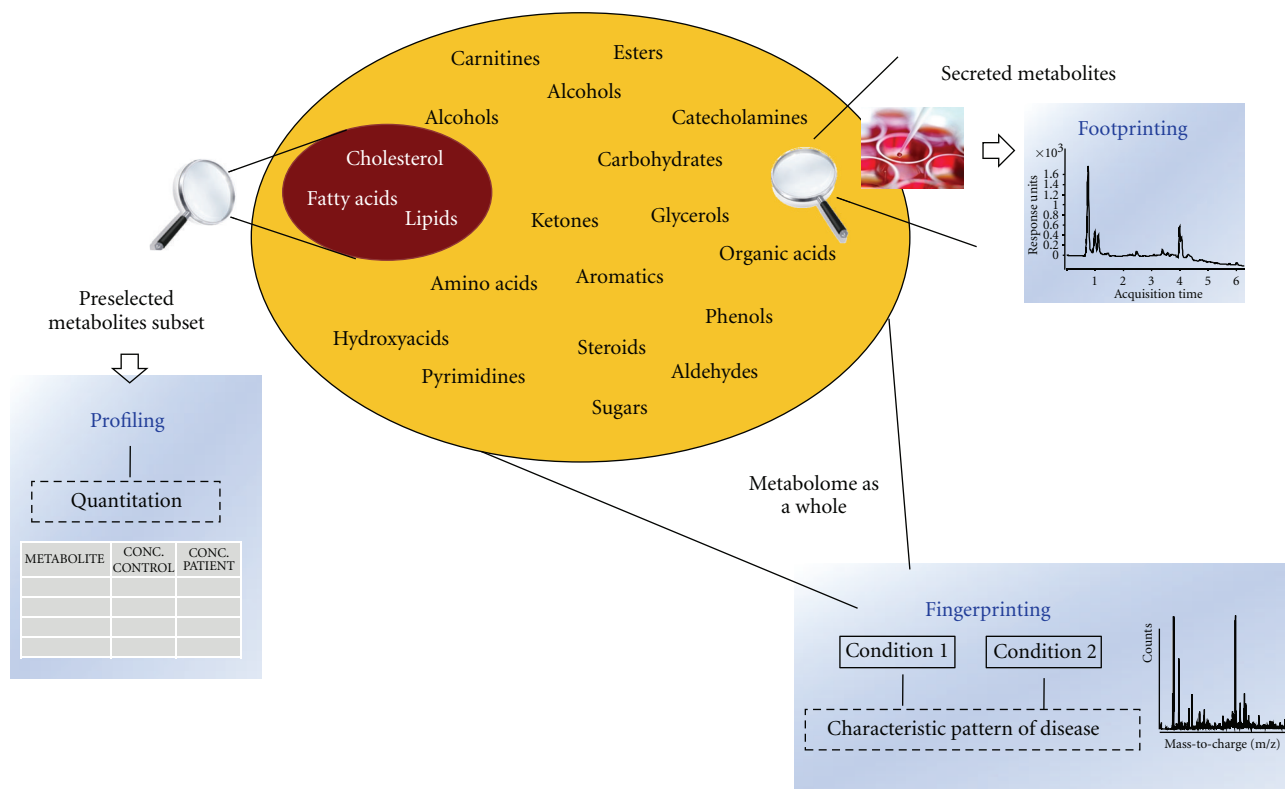 Carnitines
Esters
Alcohols
Alcohols
Catecholamines
Cholesterol
Fatty acids
Lipids
Carbohydrates
Ketones
Glycerols
Organic acids
Amino acids
Aromatics
Phenols
Hydroxyacids
Steroids
Pyrimidines
Aldehydes
Sugars
Secreted metabolites
Footprinting
×10³
Response units
1.6
1.4
1.2
1
0.8
0.6
0.4
0.2
0
1 2 3 4 5 6
Acquisition time
Preselected
metabolites subset
Profiling
Quantitation
METABOLITE
CONC.
CONTROL
CONC.
PATIENT
Metabolome as
a whole
Fingerprinting
Condition 1
Condition 2
Characteristic pattern of disease
Counts
Mass-to-charge (m/z)